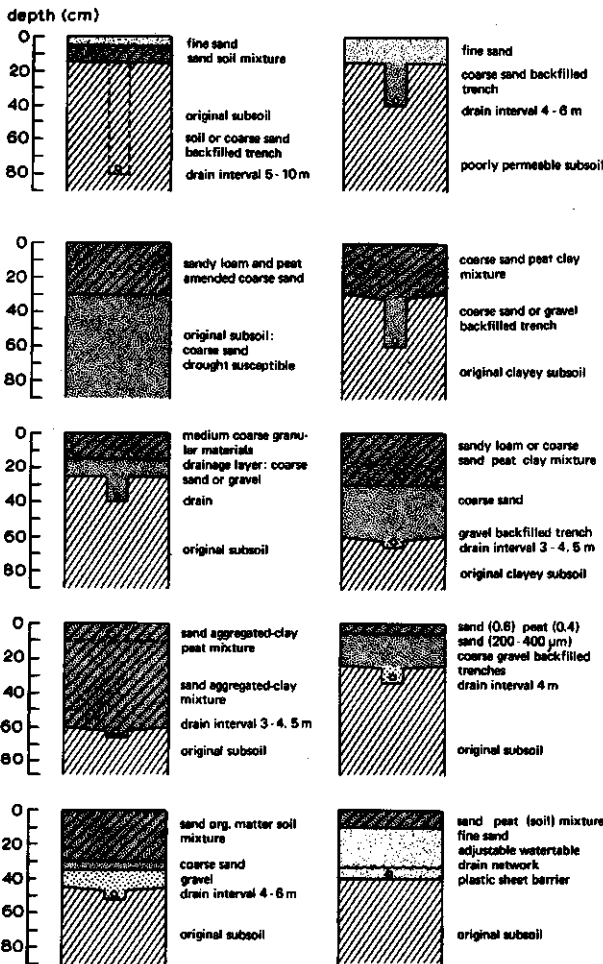 depth (cm)
0
20
40
60
80
fine sand
sand soil mixture
original subsoil
soil or coarse sand
backfilled trench
drain interval 5-10 m
fine sand
coarse sand backfilled
trench
drain interval 4 - 6 m
poorly permeable subsoil
0
20
40
60
80
sandy loam and peat
amended coarse sand
original subsoil:
coarse sand
drought susceptible
coarse sand peat clay
mixture
coarse sand or gravel
backfilled trench
original clayey subsoil
0
20
40
60
80
medium coarse granu-
ler materials
drainage layer: coarse
sand or gravel
drain
original subsoil
sandy loam or coarse
sand peat clay mixture
coarse sand
gravel backfilled trench
drain interval 3 - 4. 5 m
original clayey subsoil
0
20
40
60
80
sand aggregated-clay
peat mixture
sand aggregated-clay
mixture
drain interval 3 - 4. 5 m
original subsoil
sand (0.6) peat (0.4)
sand (200-400 µm)
coarse gravel backfilled
trenches
drain interval 4 m
original subsoil
0
20
40
60
80
sand org. matter soil
mixture
coarse sand
gravel
drain interval 4-6 m
original subsoil
sand peat (soil) mixture
fine sand
adjustable watertable
drain network
plastic sheet barrier
original subsoil